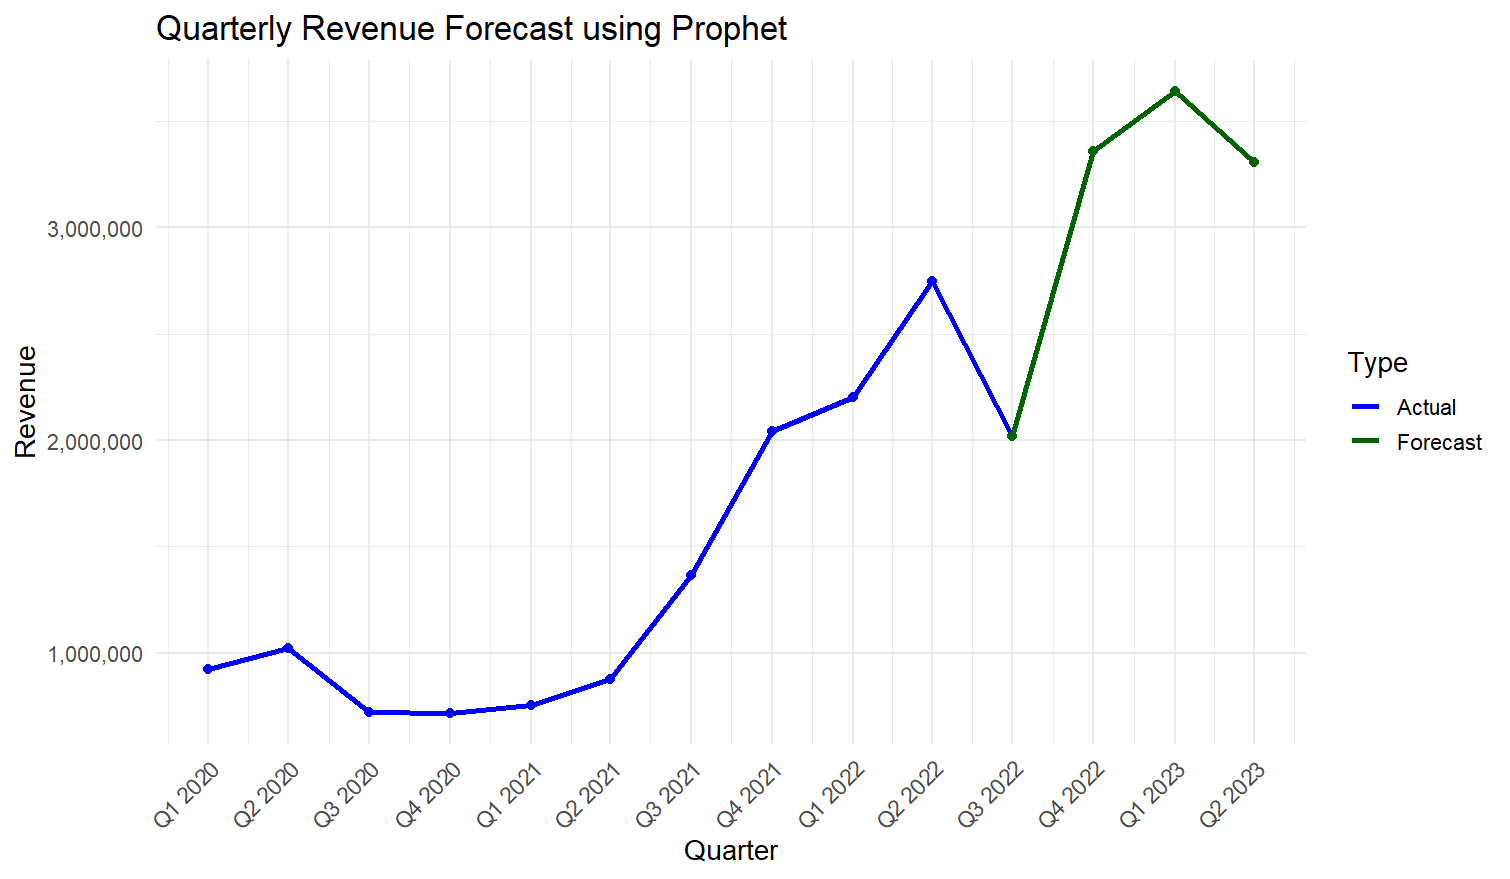 Quarterly Revenue Forecast using Prophet
Revenue
3,000,000
2,000,000
1,000,000
Q1 2020
Q2 2020
Q3 2020
Q4 2020
Q1 2021
Q2 2021
Q3 2021
Q4 2021
Q1 2022
Q2 2022
Q3 2022
Q4 2022
Q1 2023
Q2 2023
Quarter
Type
Actual
Forecast